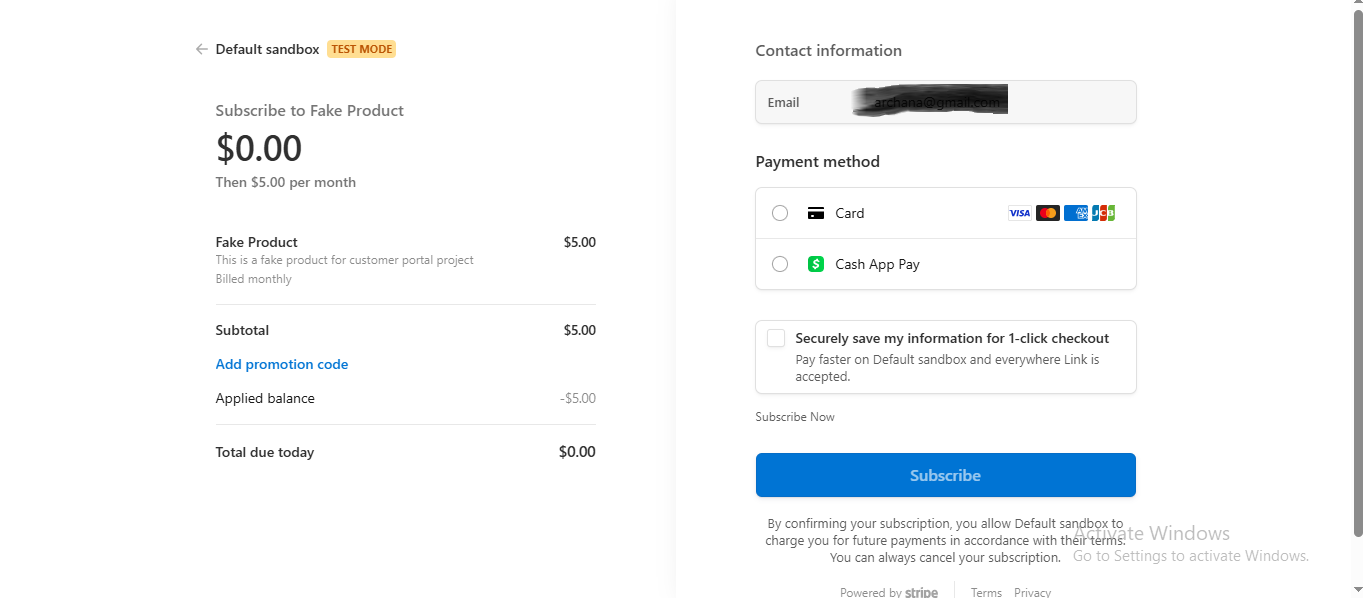 Default sandbox TEST MODE
Subscribe to Fake Product
$0.00
Then $5.00 per month
Fake Product $5.00
This is a fake product for customer portal project
Billed monthly
Subtotal $5.00
Add promotion code
Applied balance -$5.00
Total due today $0.00
Contact information
Email
Payment method
Card VISA AMEX JCB
$ Cash App Pay
Securely save my information for 1-click checkout
Pay faster on Default sandbox and everywhere Link is
accepted.
Subscribe Now
Subscribe
By confirming your subscription, you allow Default sandbox to
charge you for future payments in accordance with their terms.
You can always cancel your subscription.
Powered by stripe Terms Privacy
Activate Windows
Go to Settings to activate Windows.